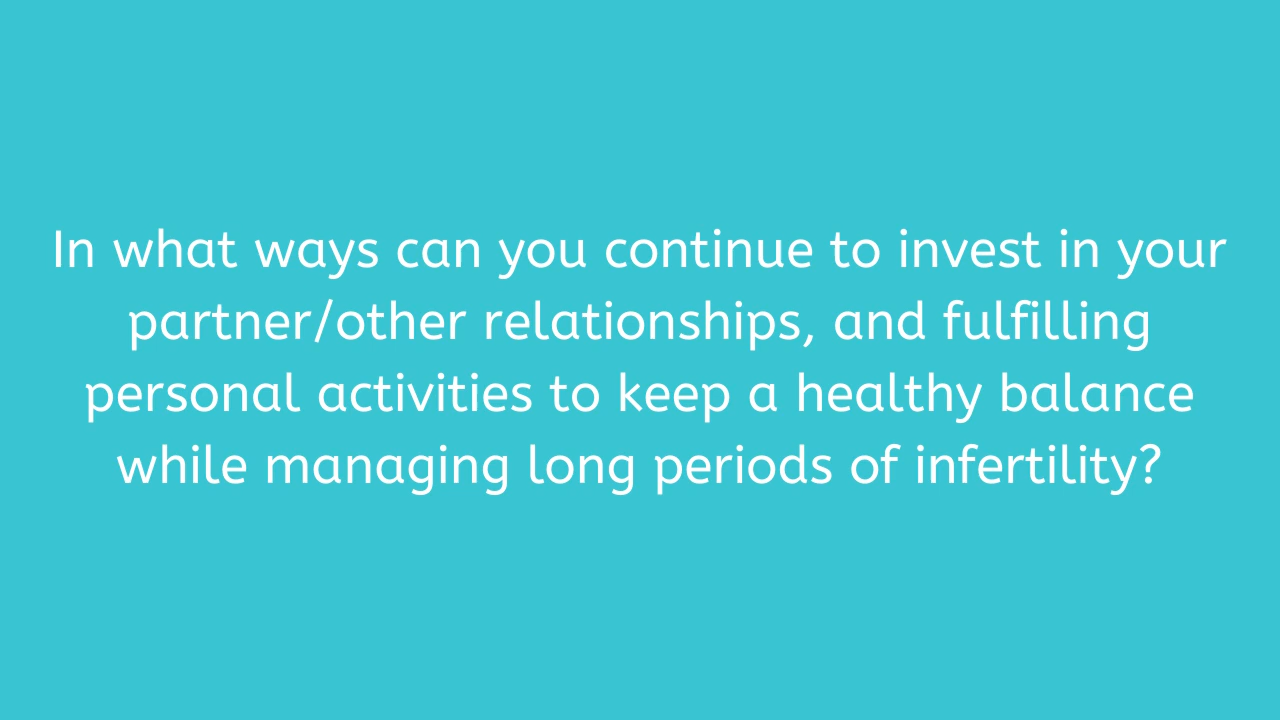 In what ways can you continue to invest in your
partner/other relationships, and fulfilling
personal activities to keep a healthy balance
while managing long periods of infertility?